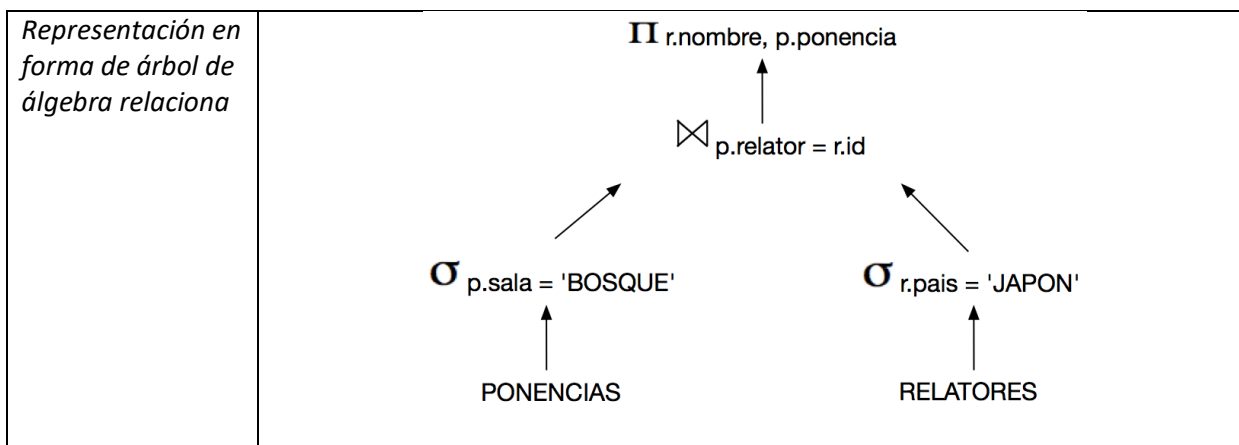 Representación en
forma de árbol de
álgebra relaciona
Π r.nombre, p.ponencia
⋈ p.relator = r.id
σ p.sala = 'BOSQUE'
σ r.pais = 'JAPON'
PONENCIAS
RELATORES